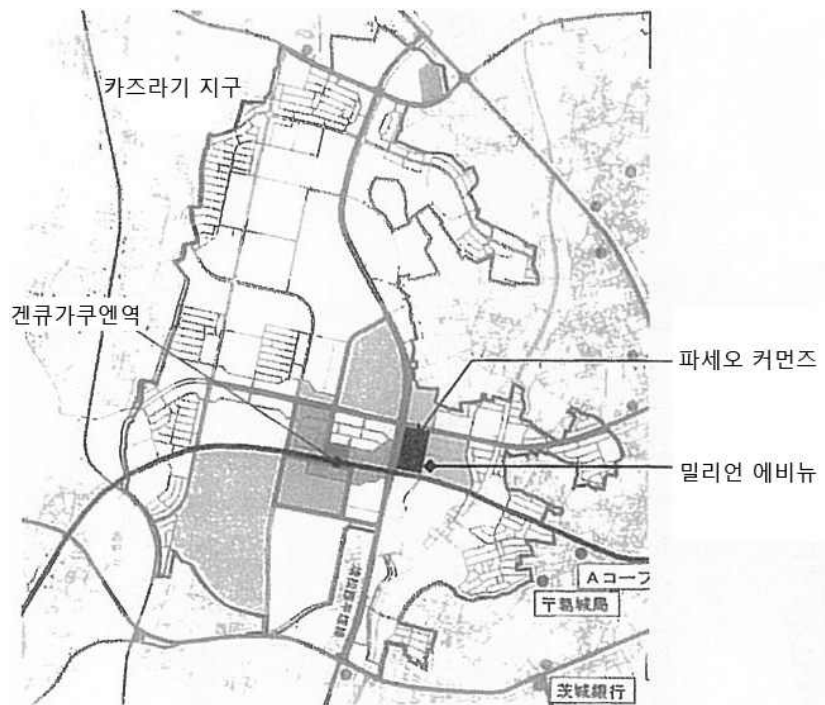 카즈라기 지구
겐큐가쿠엔역
파세오 커먼즈
밀리언 에비뉴
Aコープ
〒葛城局
茨城銀行